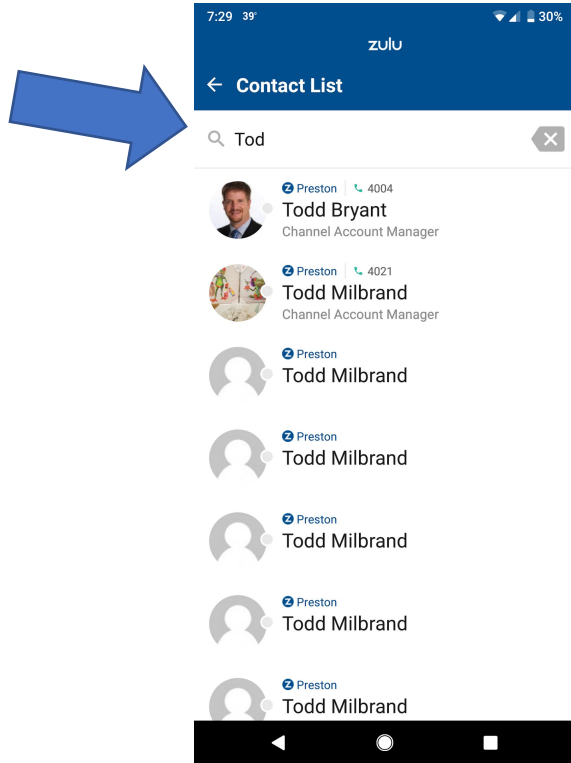 7:29 39° 30%
zulu
Contact List
Tod
Preston 4004
Todd Bryant
Channel Account Manager
Preston 4021
Todd Milbrand
Channel Account Manager
Preston
Todd Milbrand
Preston
Todd Milbrand
Preston
Todd Milbrand
Preston
Todd Milbrand
Preston
Todd Milbrand